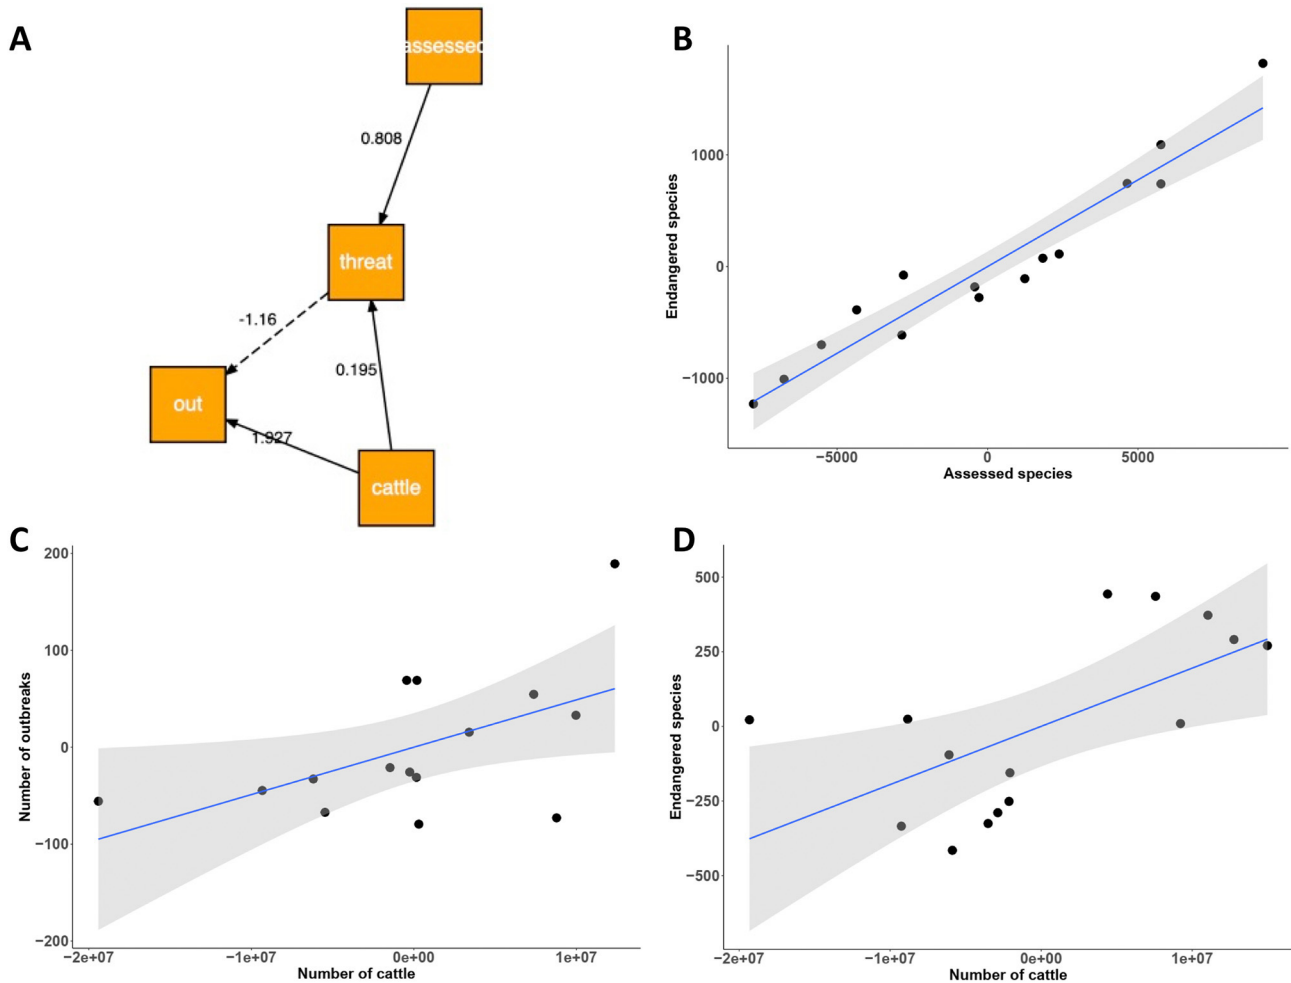 A
assessed
0.808
threat
-1.16
0.195
out
1.927
cattle
B
Endangered species
1000
0
−1000
−5000
0
5000
Assessed species
C
Number of outbreaks
200
100
0
−100
−200
−2e+07
−1e+07
0e+00
1e+07
Number of cattle
D
Endangered species
500
250
0
−250
−500
−2e+07
−1e+07
0e+00
1e+07
Number of cattle